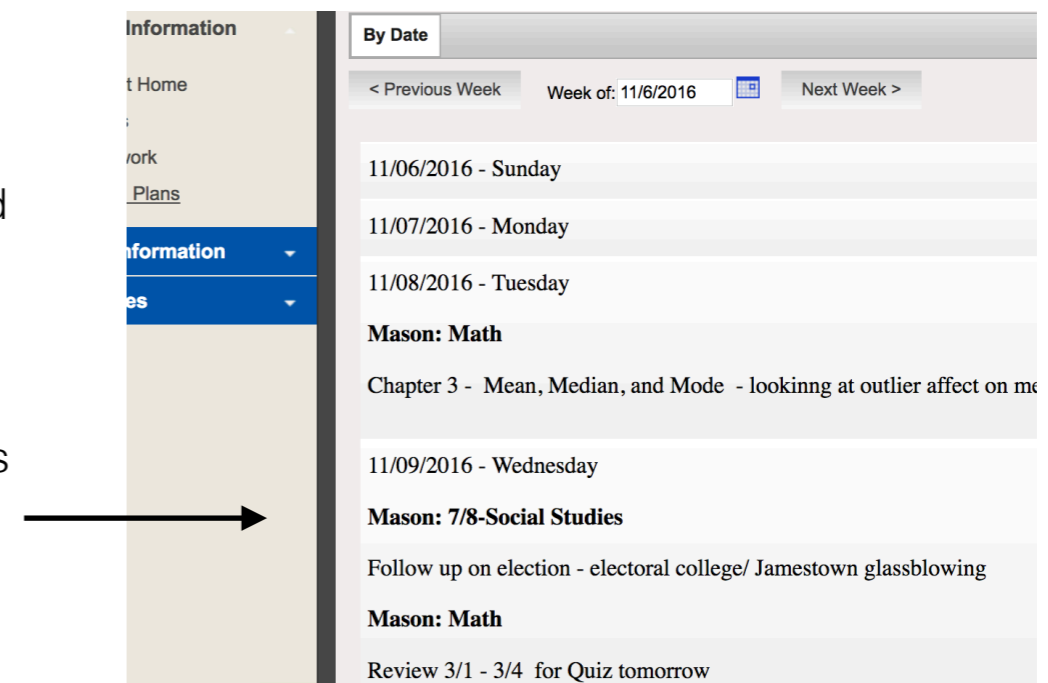 Information
By Date
t Home
< Previous Week
Week of: 11/6/2016
Next Week >
s
work
Plans
11/06/2016 - Sunday
d
11/07/2016 - Monday
nformation
11/08/2016 - Tuesday
es
Mason: Math
Chapter 3 - Mean, Median, and Mode - lookinng at outlier affect on me
s
11/09/2016 - Wednesday
Mason: 7/8-Social Studies
Follow up on election - electoral college/ Jamestown glassblowing
Mason: Math
Review 3/1 - 3/4 for Quiz tomorrow